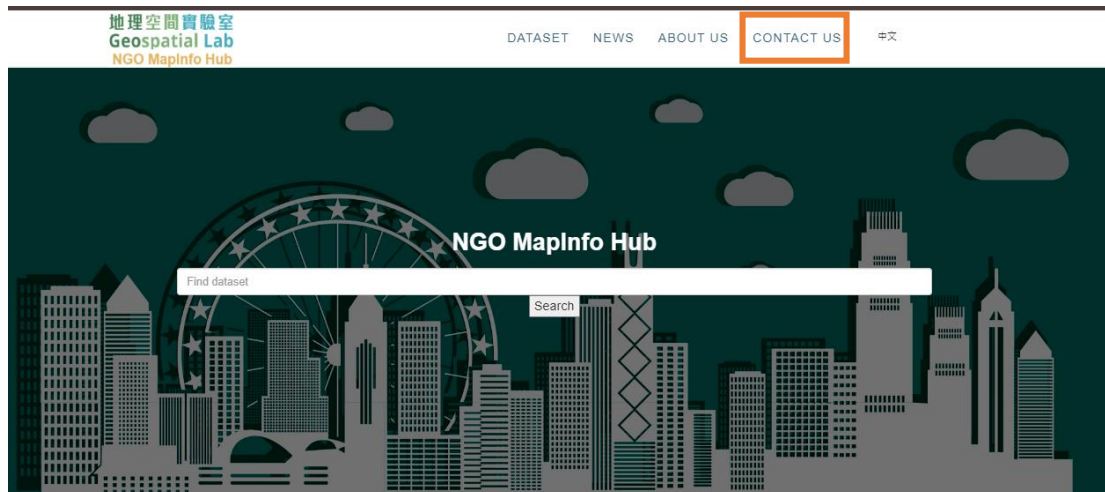 地理空間實驗室
Geospatial Lab
NGO MapInfo Hub
DATASET NEWS ABOUT US CONTACT US 中文
NGO MapInfo Hub
Find dataset
Search